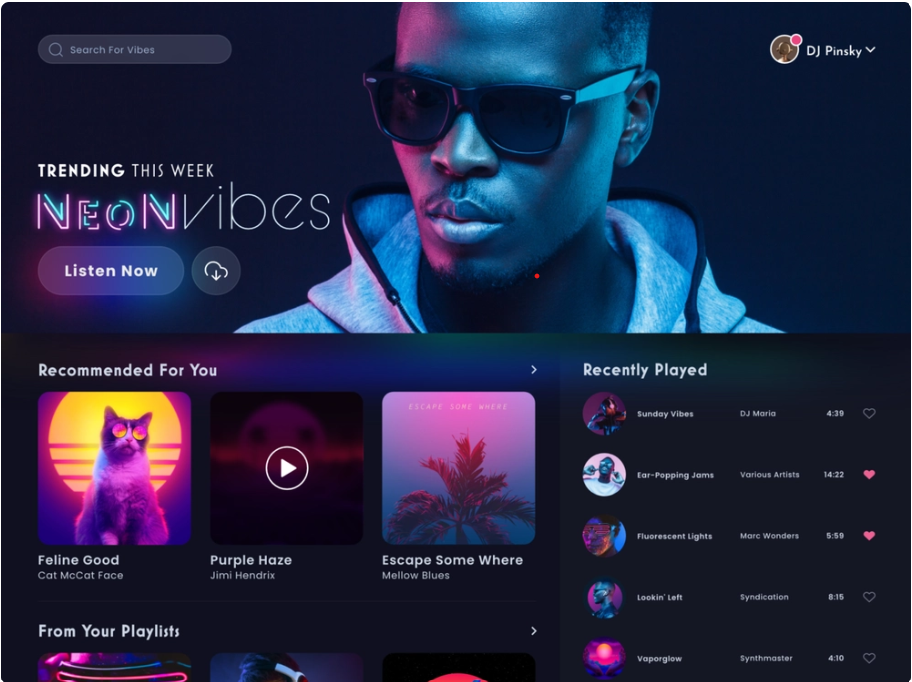 Search For Vibes
DJ Pinsky
TRENDING THIS WEEK
NEONVibes
Listen Now
Recommended For You
Recently Played
ESCAPE SOME WHERE
Feline Good
Cat McCat Face
Purple Haze
Jimi Hendrix
Escape Some Where
Mellow Blues
Sunday Vibes DJ Maria 4:39
Ear-Popping Jams Various Artists 14:22
Fluorescent Lights Marc Wonders 5:59
Lookin' Left Syndication 8:15
Vaporglow Synthmaster 4:10
From Your Playlists